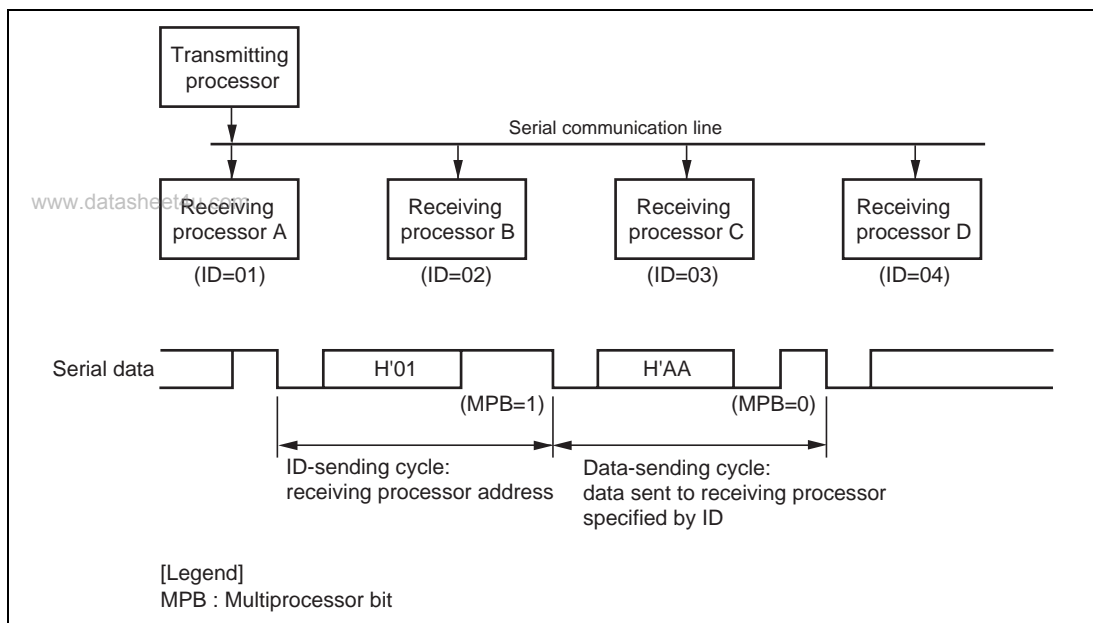 Transmitting
processor
Serial communication line
www.datasheet4u.com
Receiving
processor A
(ID=01)
Receiving
processor B
(ID=02)
Receiving
processor C
(ID=03)
Receiving
processor D
(ID=04)
Serial data
H'01
H'AA
(MPB=1)
(MPB=0)
ID-sending cycle:
receiving processor address
Data-sending cycle:
data sent to receiving processor
specified by ID
[Legend]
MPB : Multiprocessor bit